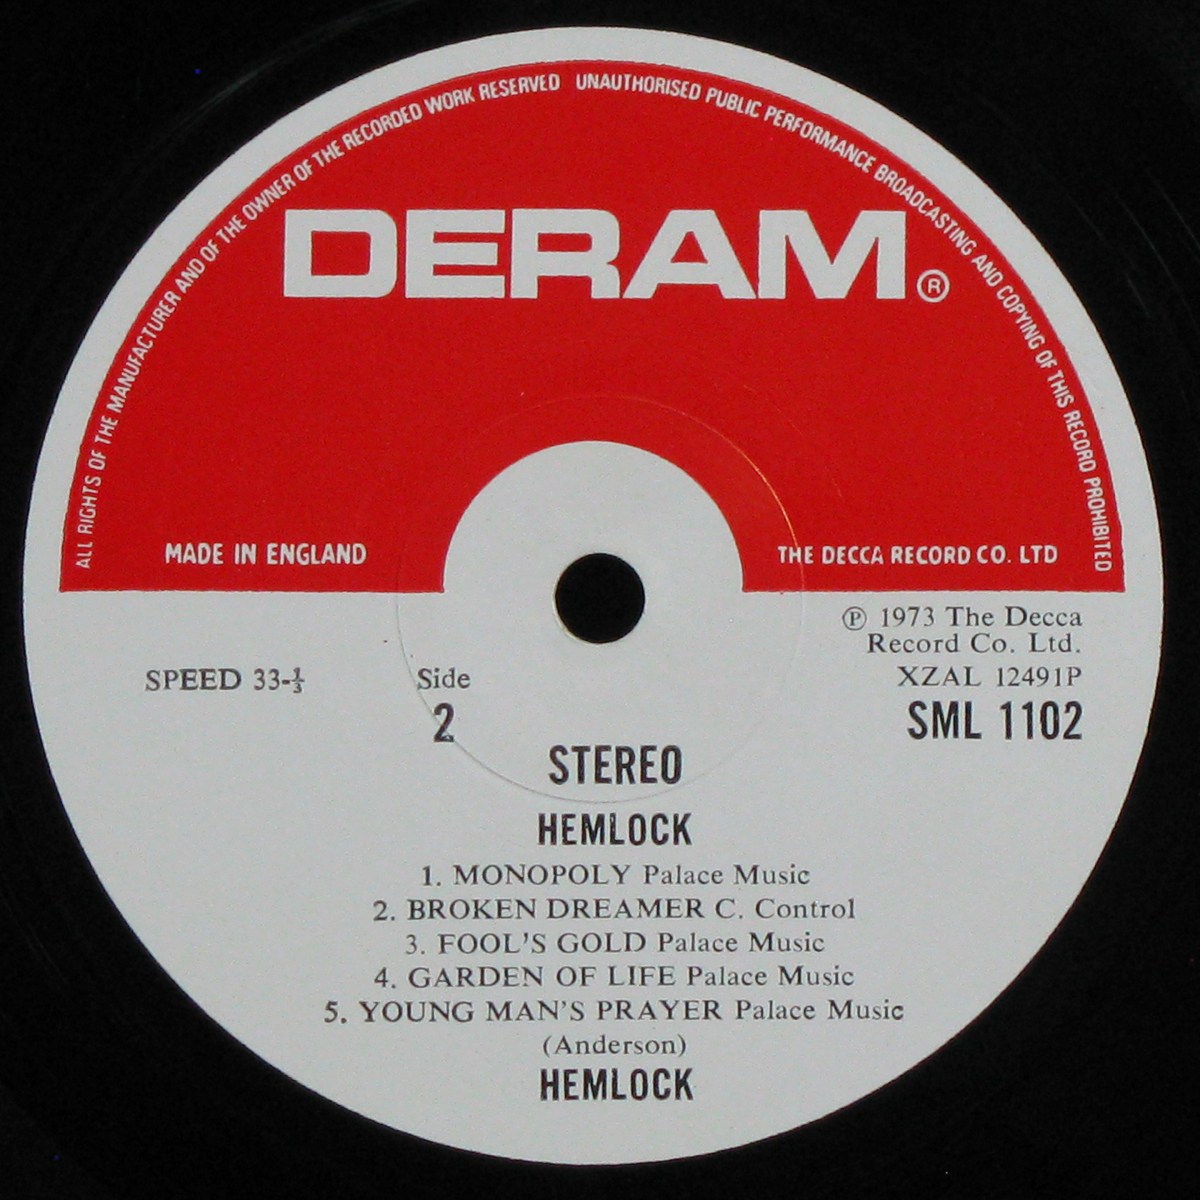 ALL RIGHTS OF THE MANUFACTURER AND OF THE OWNER OF THE RECORDED WORK RESERVED   UNAUTHORISED PUBLIC PERFORMANCE BROADCASTING AND COPYING OF THIS RECORD PROHIBITED
DERAM®
MADE IN ENGLAND
THE DECCA RECORD CO. LTD
℗ 1973 The Decca
Record Co. Ltd.
SPEED 33-⅓
Side
XZAL 12491P
2
SML 1102
STEREO
HEMLOCK
1. MONOPOLY Palace Music
2. BROKEN DREAMER C. Control
3. FOOL'S GOLD Palace Music
4. GARDEN OF LIFE Palace Music
5. YOUNG MAN'S PRAYER Palace Music
(Anderson)
HEMLOCK